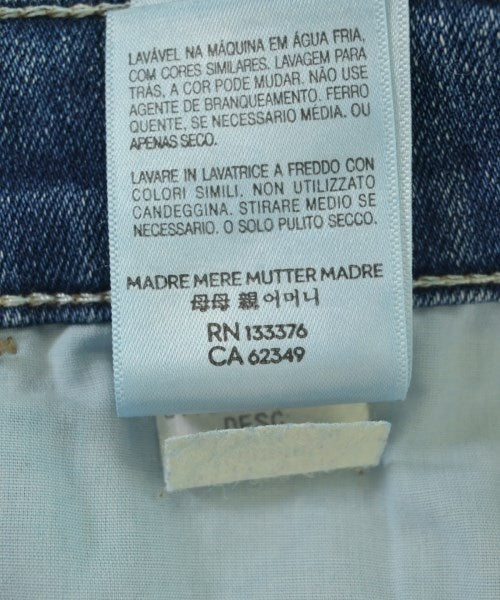 LAVÁVEL NA MÁQUINA EM ÁGUA FRIA,
COM CORES SIMILARES. LAVAGEM PARA
TRÁS, A COR PODE MUDAR. NÃO USE
AGENTE DE BRANQUEAMENTO. FERRO
QUENTE, SE NECESSARIO MÉDIA. OU
APENAS SECO.
LAVARE IN LAVATRICE A FREDDO CON
COLORI SIMILI. NON UTILIZZATO
CANDEGGINA. STIRARE MEDIO SE
NECESSARIO. O SOLO PULITO SECCO.
MADRE MERE MUTTER MADRE
母母 親 어머니
RN 133376
CA 62349
DESC